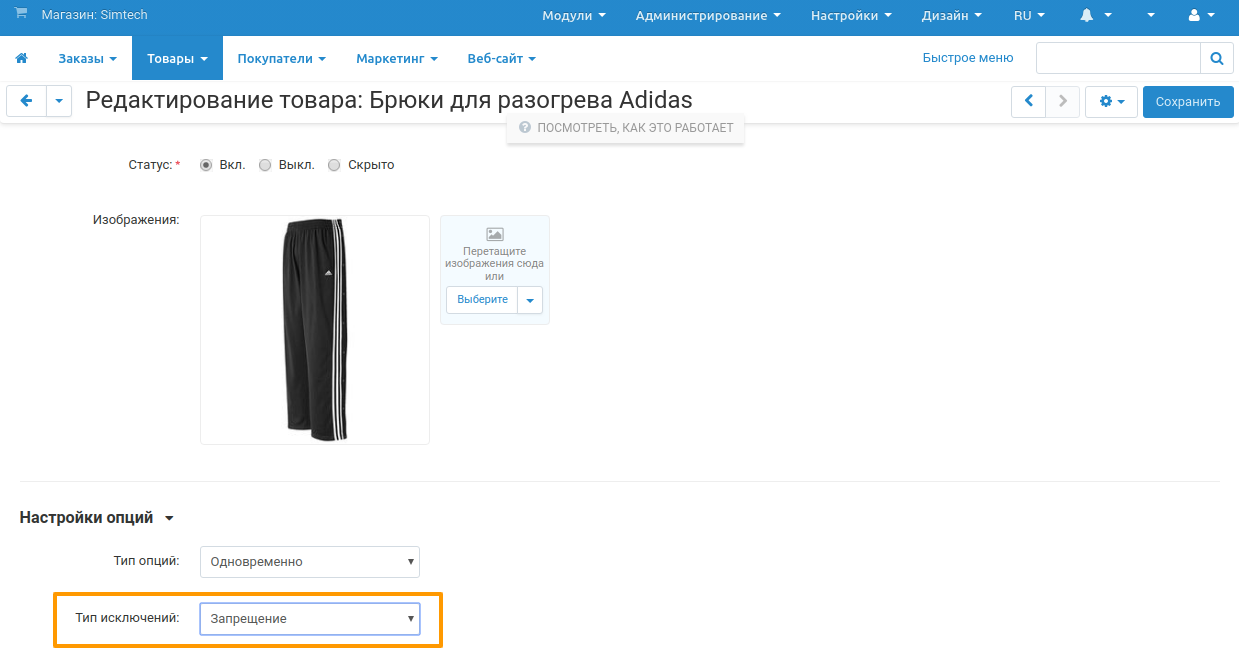 Магазин: Simtech Модули Администрирование Настройки Дизайн RU
Заказы Товары Покупатели Маркетинг Веб-сайт Быстрое меню
Редактирование товара: Брюки для разогрева Adidas Сохранить
ПОСМОТРЕТЬ, КАК ЭТО РАБОТАЕТ
Статус:* Вкл. Выкл. Скрыто
Изображения:
Перетащите
изображения сюда
или
Выберите
Настройки опций
Тип опций: Одновременно
Тип исключений: Запрещение